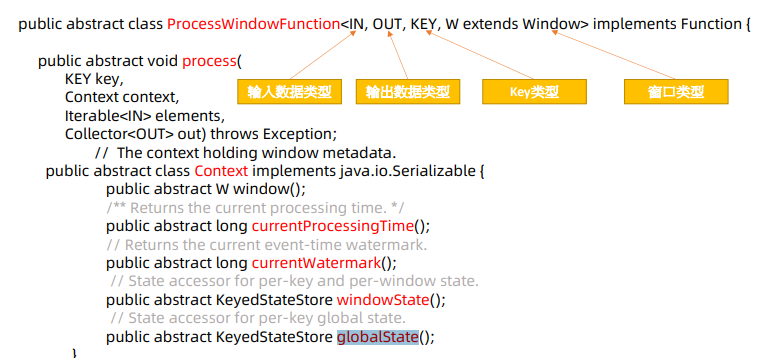 public abstract class ProcessWindowFunction<IN, OUT, KEY, W extends Window> implements Function {
public abstract void process(
KEY key,
Context context,
Iterable<IN> elements,
Collector<OUT> out) throws Exception;
输入数据类型
输出数据类型
Key类型
窗口类型
// The context holding window metadata.
public abstract class Context implements java.io.Serializable {
public abstract W window();
/** Returns the current processing time. */
public abstract long currentProcessingTime();
// Returns the current event-time watermark.
public abstract long currentWatermark();
// State accessor for per-key and per-window state.
public abstract KeyedStateStore windowState();
// State accessor for per-key global state.
public abstract KeyedStateStore globalState();
}